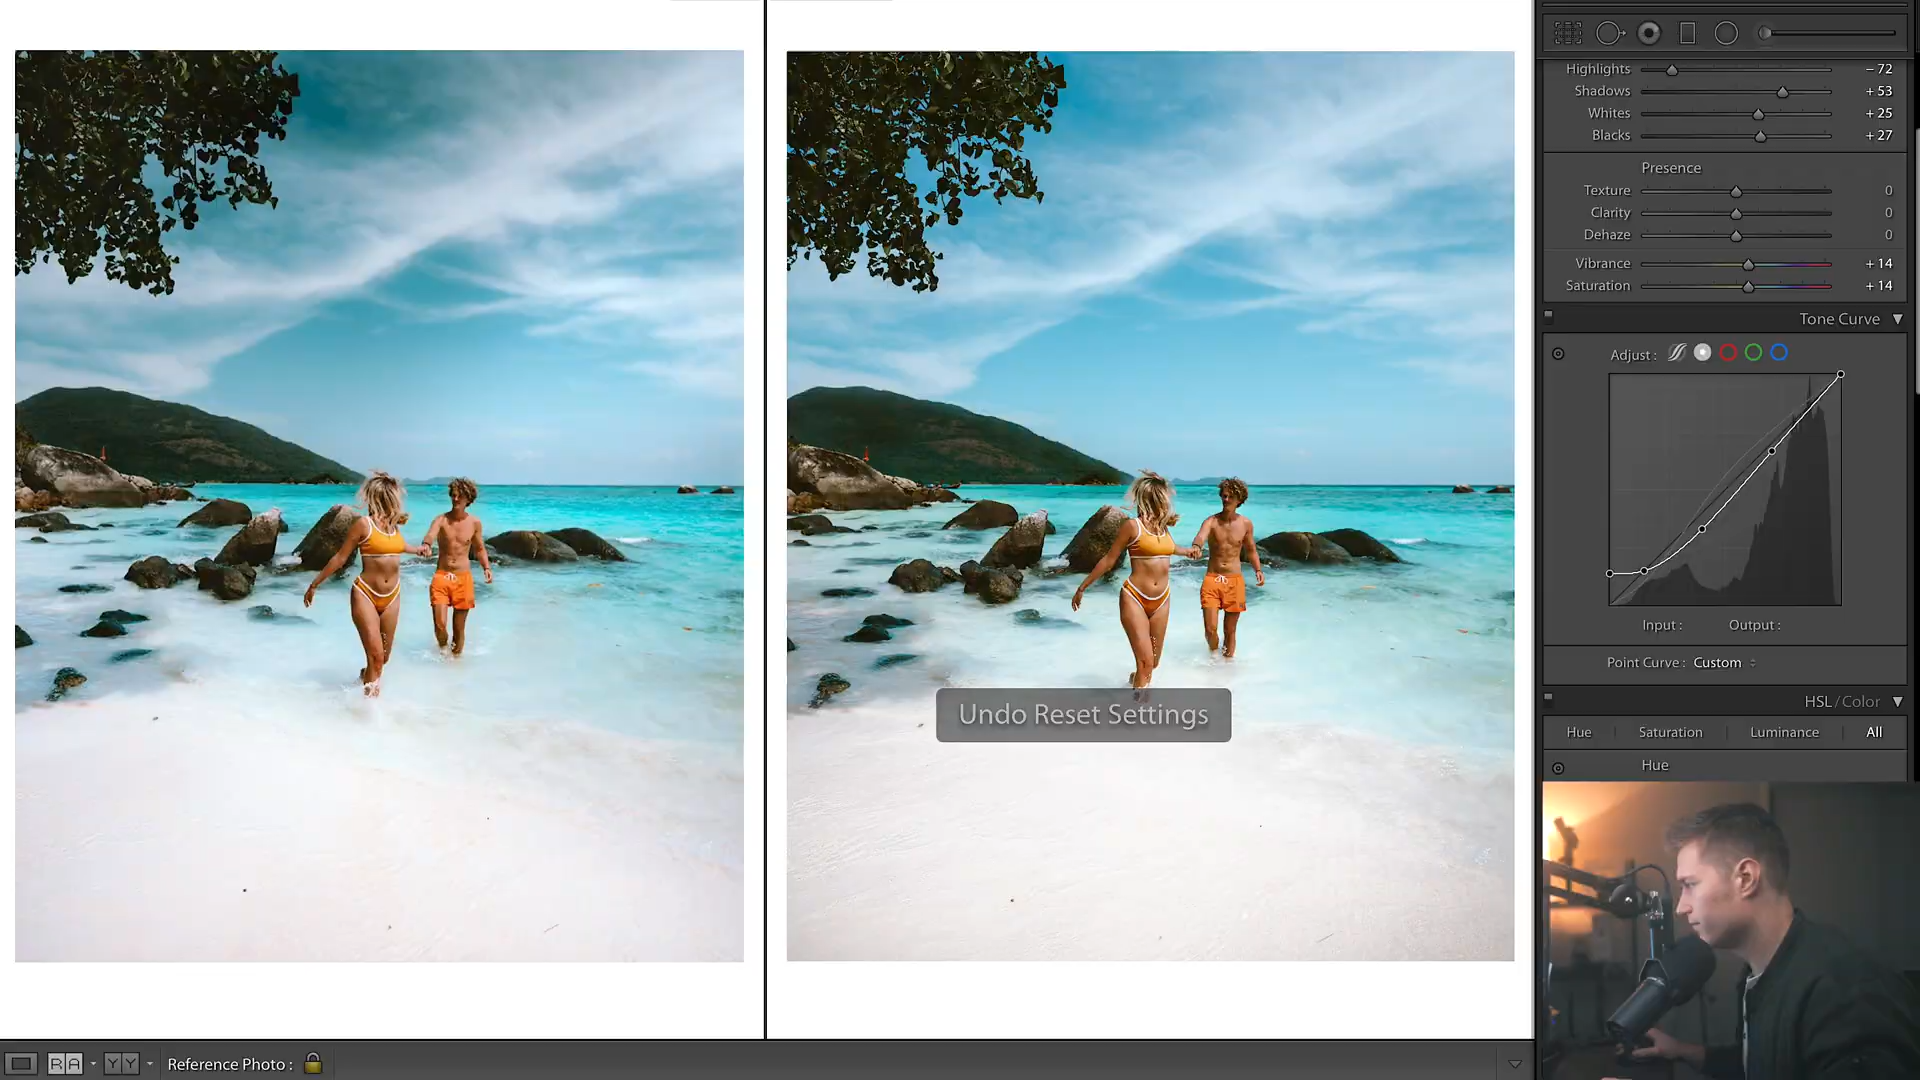 Highlights − 72
Shadows + 53
Whites + 25
Blacks + 27
Presence
Texture 0
Clarity 0
Dehaze 0
Vibrance + 14
Saturation + 14
Tone Curve
Adjust :
Input : Output :
Point Curve : Custom
HSL / Color
Hue Saturation Luminance All
Hue
Undo Reset Settings
R A Y Y Reference Photo :